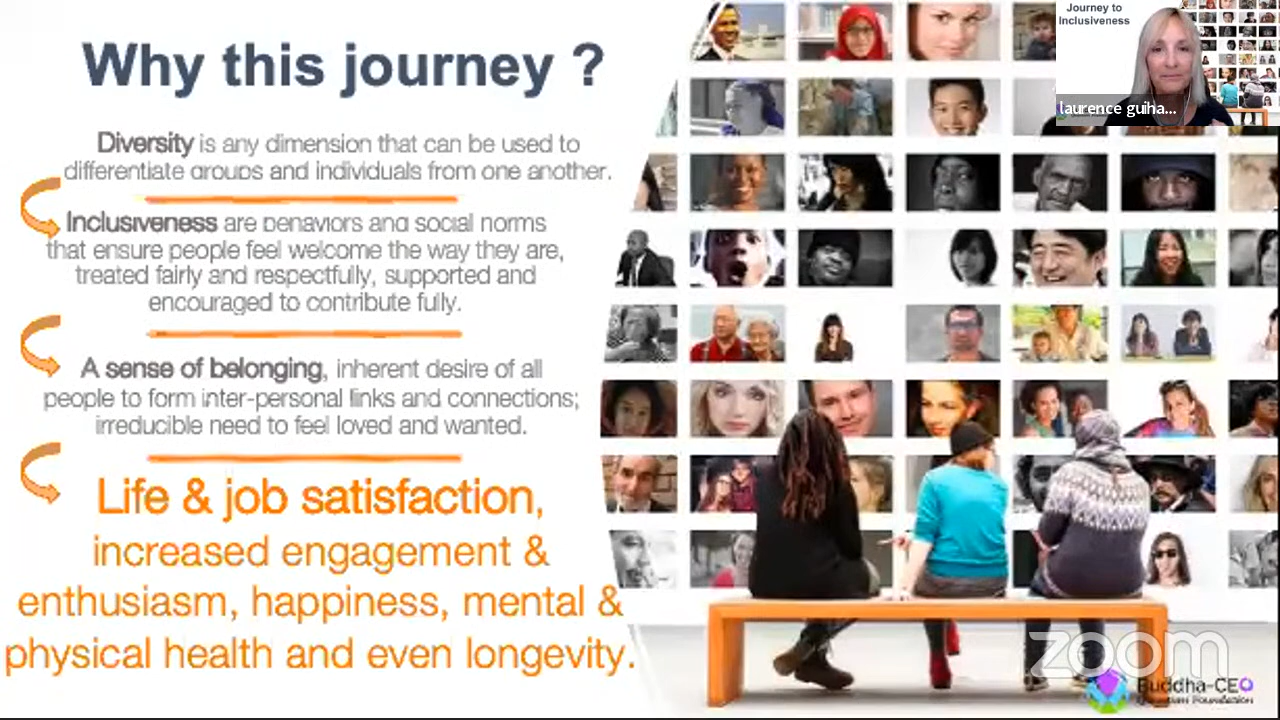 Why this journey ?
Diversity is any dimension that can be used to
differentiate groups and individuals from one another.
Inclusiveness are behaviors and social norms
that ensure people feel welcome the way they are,
treated fairly and respectfully, supported and
encouraged to contribute fully.
A sense of belonging, inherent desire of all
people to form inter-personal links and connections;
irreducible need to feel loved and wanted.
Life & job satisfaction,
increased engagement &
enthusiasm, happiness, mental &
physical health and even longevity.
Journey to
Inclusiveness
laurence guiha...
zoom
Buddha-CEO
Foundation